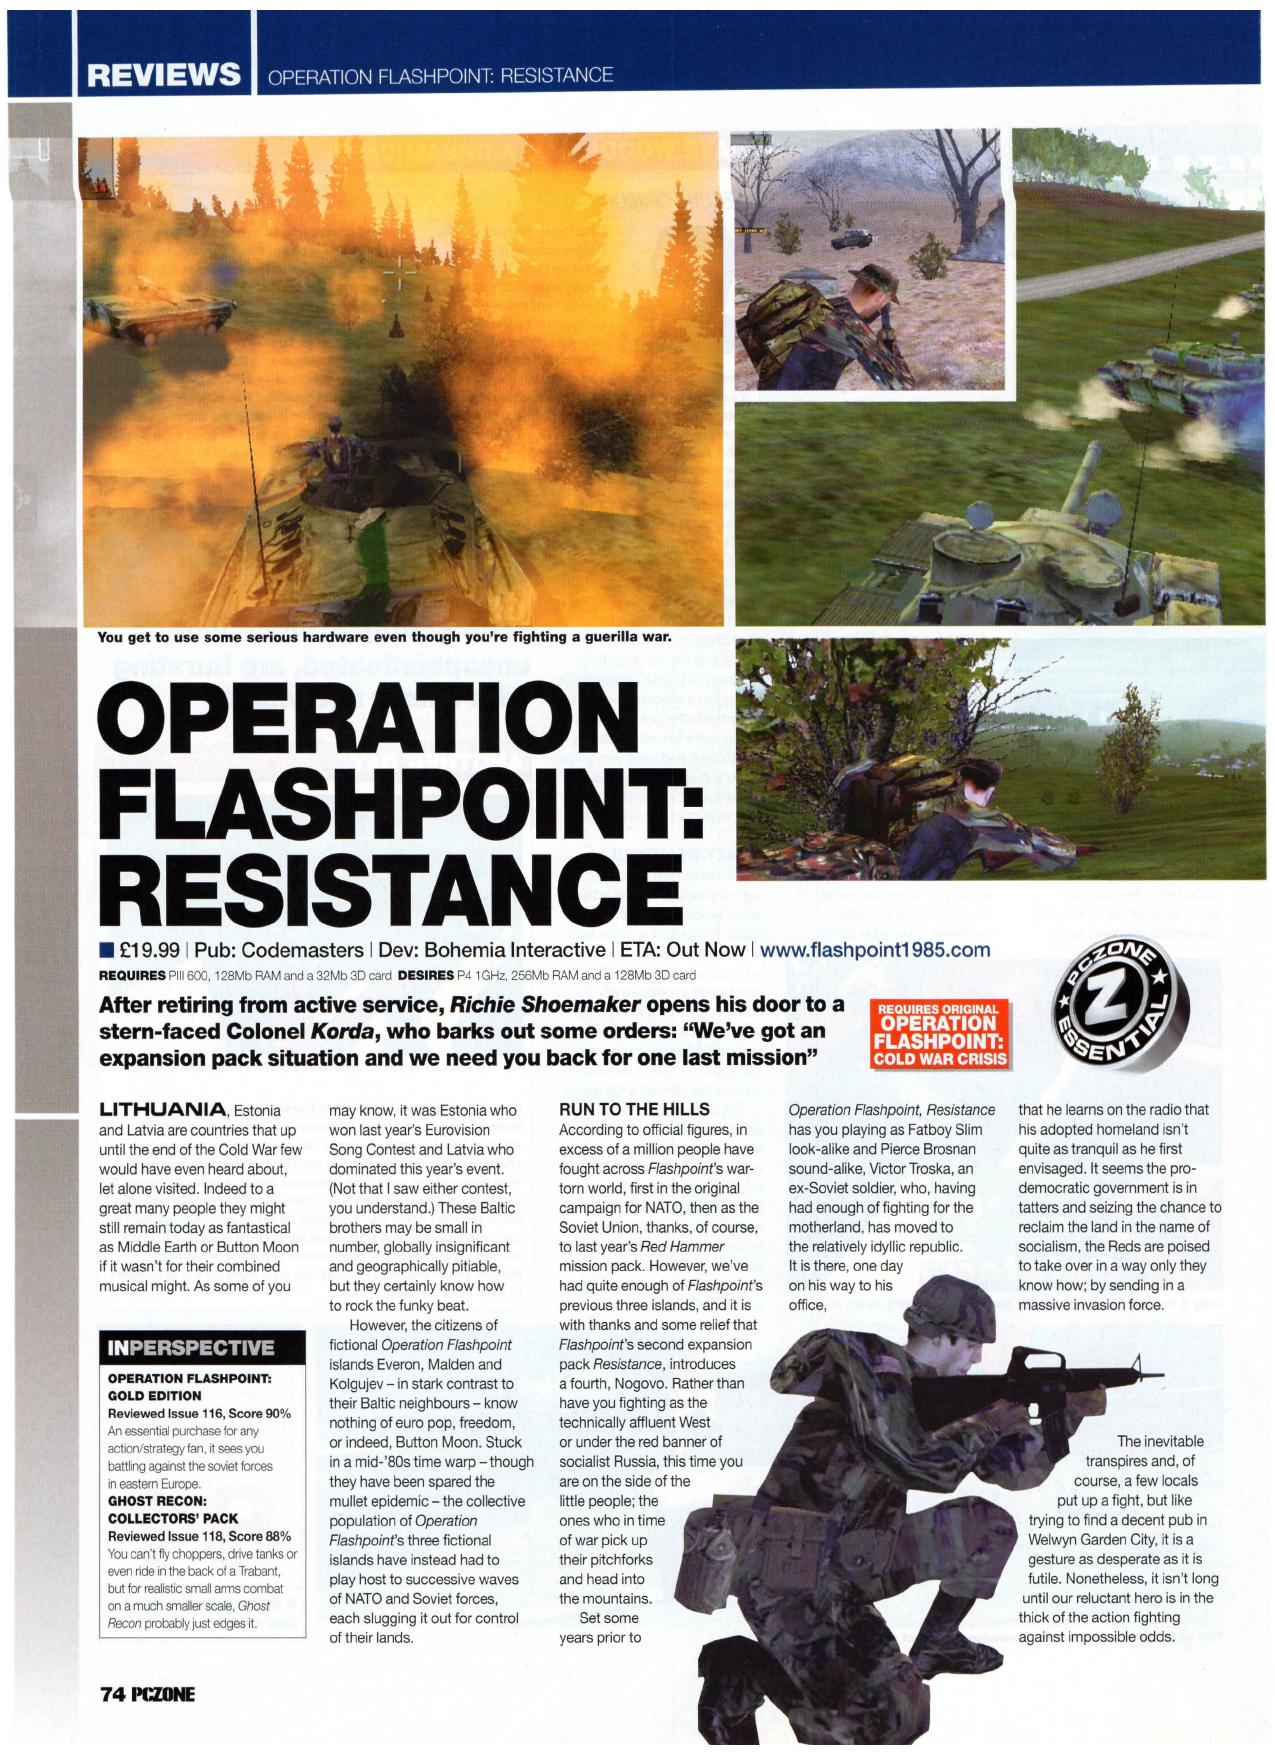 REVIEWS
OPERATION FLASHPOINT: RESISTANCE
You get to use some serious hardware even though you're fighting a guerilla war.
OPERATION
FLASHPOINT:
RESISTANCE
£19.99 | Pub: Codemasters | Dev: Bohemia Interactive | ETA: Out Now | www.flashpoint1985.com
REQUIRES PIII 600, 128Mb RAM and a 32Mb 3D card DESIRES P4 1GHz, 256Mb RAM and a 128Mb 3D card
After retiring from active service, Richie Shoemaker opens his door to a
stern-faced Colonel Korda, who barks out some orders: “We've got an
expansion pack situation and we need you back for one last mission”
REQUIRES ORIGINAL
OPERATION
FLASHPOINT:
COLD WAR CRISIS
PCZONE
Z
ESSENTIAL
LITHUANIA, Estonia
and Latvia are countries that up
until the end of the Cold War few
would have even heard about,
let alone visited. Indeed to a
great many people they might
still remain today as fantastical
as Middle Earth or Button Moon
if it wasn't for their combined
musical might. As some of you
INPERSPECTIVE
OPERATION FLASHPOINT:
GOLD EDITION
Reviewed Issue 116, Score 90%
An essential purchase for any
action/strategy fan, it sees you
battling against the soviet forces
in eastern Europe.
GHOST RECON:
COLLECTORS' PACK
Reviewed Issue 118, Score 88%
You can't fly choppers, drive tanks or
even ride in the back of a Trabant,
but for realistic small arms combat
on a much smaller scale, Ghost
Recon probably just edges it.
may know, it was Estonia who
won last year's Eurovision
Song Contest and Latvia who
dominated this year's event.
(Not that I saw either contest,
you understand.) These Baltic
brothers may be small in
number, globally insignificant
and geographically pitiable,
but they certainly know how
to rock the funky beat.
However, the citizens of
fictional Operation Flashpoint
islands Everon, Malden and
Kolgujev – in stark contrast to
their Baltic neighbours – know
nothing of euro pop, freedom,
or indeed, Button Moon. Stuck
in a mid-'80s time warp – though
they have been spared the
mullet epidemic – the collective
population of Operation
Flashpoint's three fictional
islands have instead had to
play host to successive waves
of NATO and Soviet forces,
each slugging it out for control
of their lands.
RUN TO THE HILLS
According to official figures, in
excess of a million people have
fought across Flashpoint's war-
torn world, first in the original
campaign for NATO, then as the
Soviet Union, thanks, of course,
to last year's Red Hammer
mission pack. However, we've
had quite enough of Flashpoint's
previous three islands, and it is
with thanks and some relief that
Flashpoint's second expansion
pack Resistance, introduces
a fourth, Nogovo. Rather than
have you fighting as the
technically affluent West
or under the red banner of
socialist Russia, this time you
are on the side of the
little people; the
ones who in time
of war pick up
their pitchforks
and head into
the mountains.
Set some
years prior to
Operation Flashpoint, Resistance
has you playing as Fatboy Slim
look-alike and Pierce Brosnan
sound-alike, Victor Troska, an
ex-Soviet soldier, who, having
had enough of fighting for the
motherland, has moved to
the relatively idyllic republic.
It is there, one day
on his way to his
office,
that he learns on the radio that
his adopted homeland isn't
quite as tranquil as he first
envisaged. It seems the pro-
democratic government is in
tatters and seizing the chance to
reclaim the land in the name of
socialism, the Reds are poised
to take over in a way only they
know how; by sending in a
massive invasion force.
The inevitable
transpires and, of
course, a few locals
put up a fight, but like
trying to find a decent pub in
Welwyn Garden City, it is a
gesture as desperate as it is
futile. Nonetheless, it isn't long
until our reluctant hero is in the
thick of the action fighting
against impossible odds.
74 PCZONE